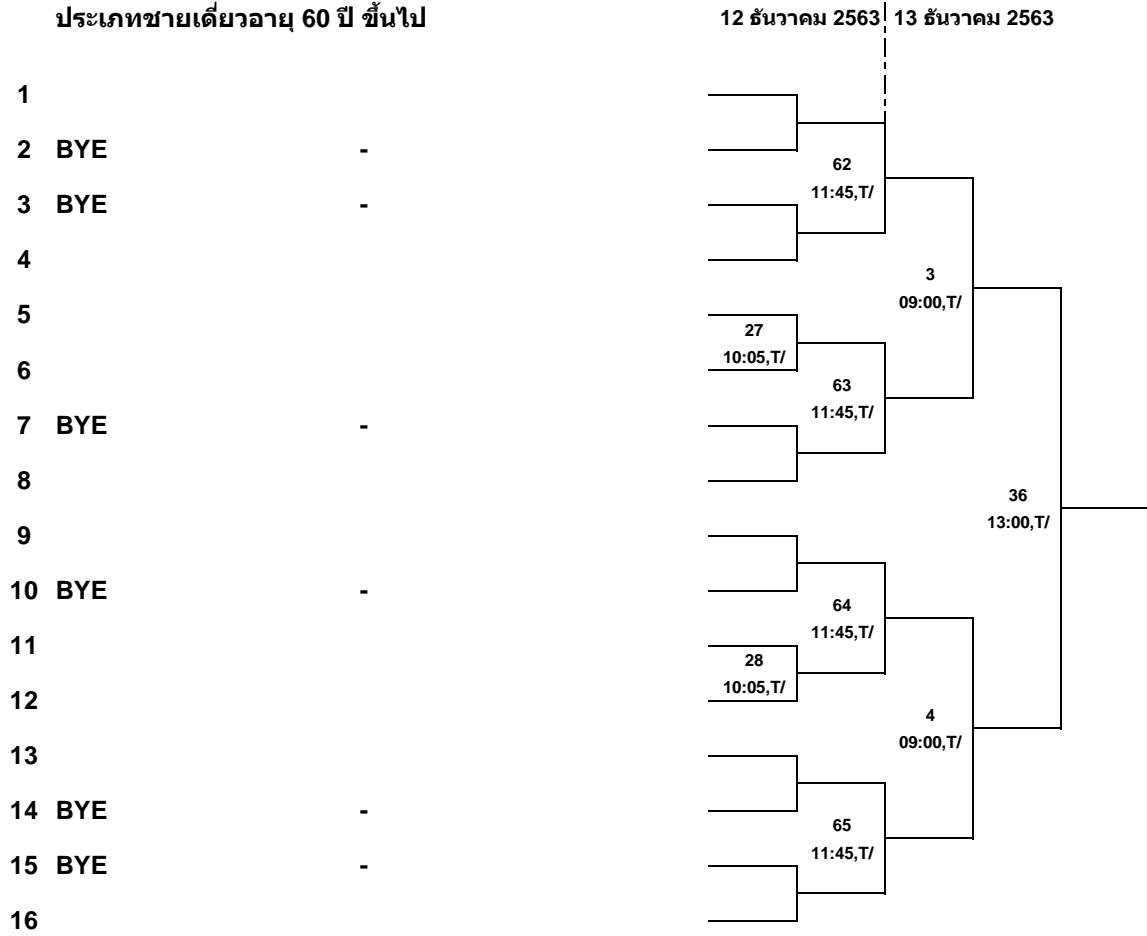 ประเภทชายเดี่ยวอายุ 60 ปี ขึ้นไป 12 ธันวาคม 2563 13 ธันวาคม 2563
1
2 BYE -
62
11:45,T/
3 BYE -
4
3
09:00,T/
5
27
10:05,T/
6
63
11:45,T/
7 BYE -
8
36
13:00,T/
9
10 BYE -
64
11:45,T/
11
28
10:05,T/
12
4
09:00,T/
13
14 BYE -
65
11:45,T/
15 BYE -
16